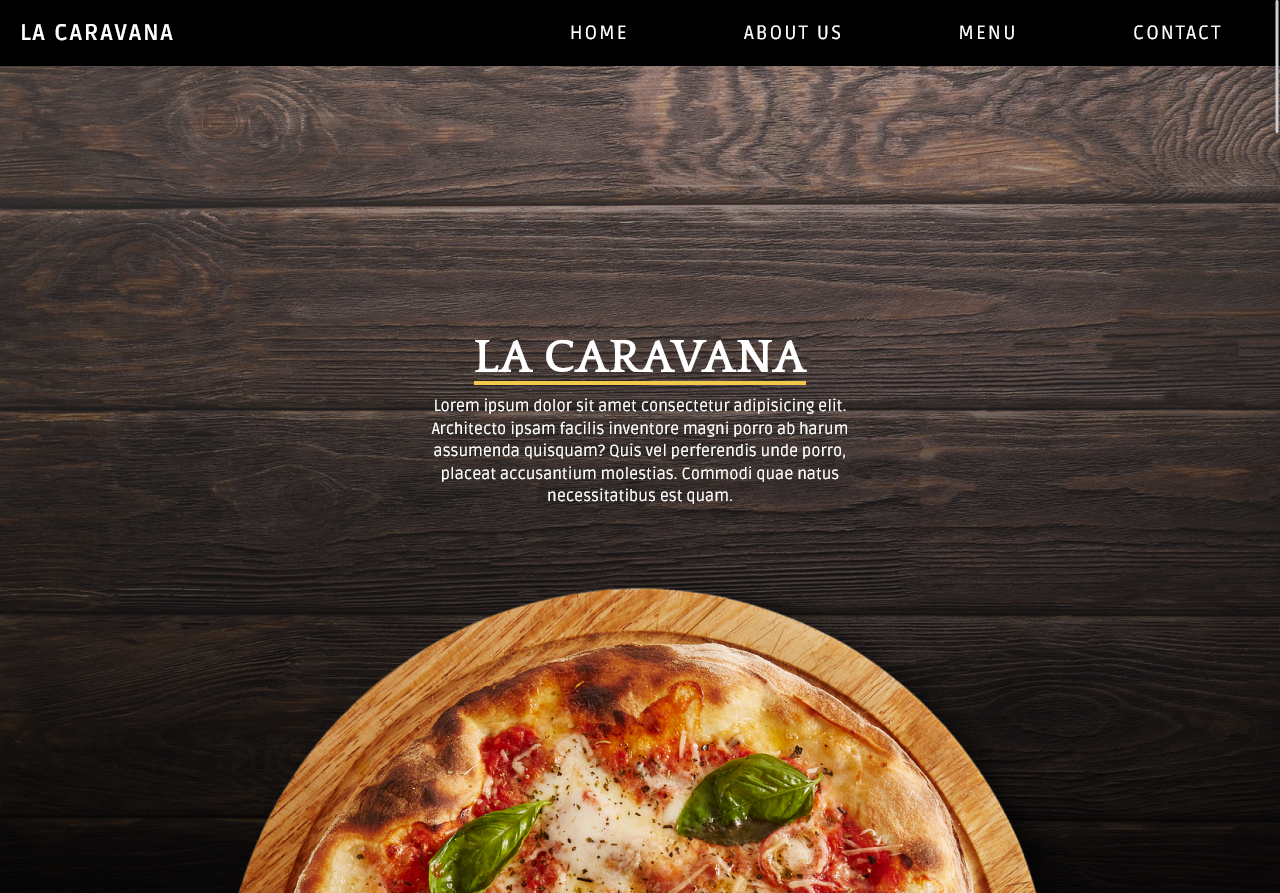 LA CARAVANA
HOME
ABOUT US
MENU
CONTACT
LA CARAVANA
Lorem ipsum dolor sit amet consectetur adipisicing elit.
Architecto ipsam facilis inventore magni porro ab harum
assumenda quisquam? Quis vel perferendis unde porro,
placeat accusantium molestias. Commodi quae natus
necessitatibus est quam.